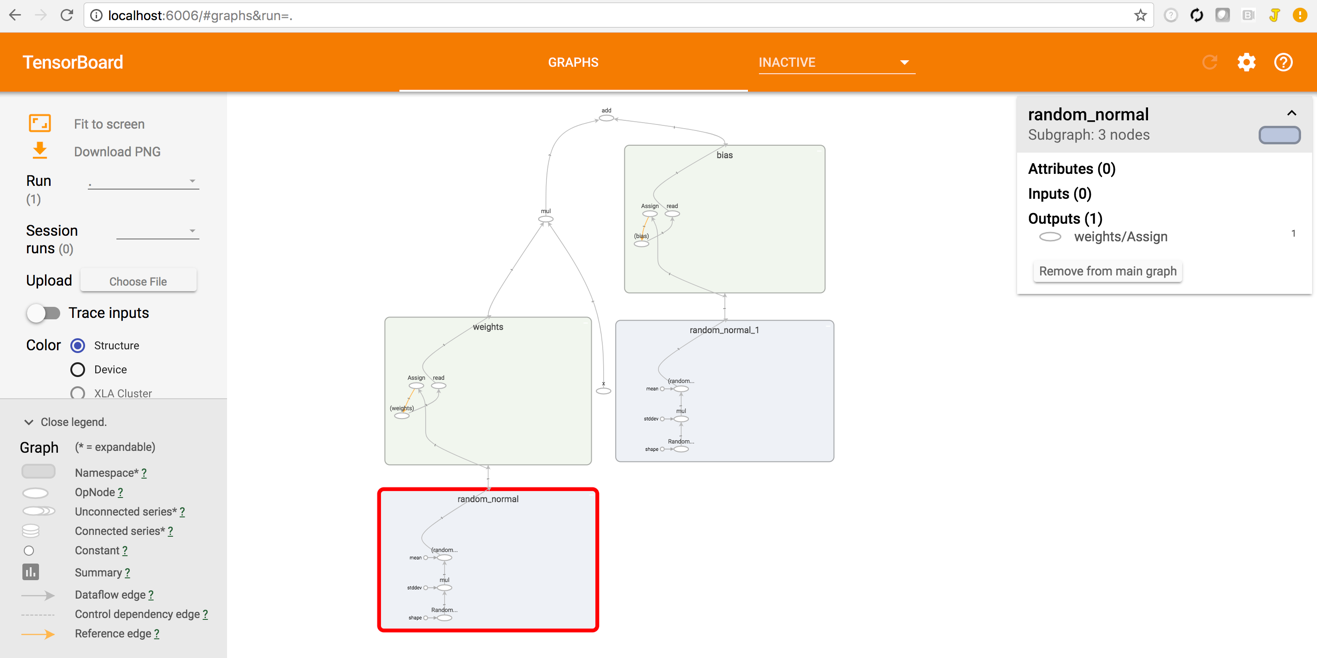 localhost:6006/#graphs&run=.
TensorBoard
GRAPHS
INACTIVE
Fit to screen
Download PNG
Run
(1)
.
Session
runs (0)
Upload
Choose File
Trace inputs
Color
Structure
Device
XLA Cluster
Close legend.
Graph
(* = expandable)
Namespace* ?
OpNode ?
Unconnected series* ?
Connected series* ?
Constant ?
Summary ?
Dataflow edge ?
Control dependency edge ?
Reference edge ?
add
bias
Assign read
(bias)
mul
weights
Assign read
(weights)
x
random_normal_1
(random...
mean
mul
stddev
Random...
shape
random_normal
(random...
mean
mul
stddev
Random...
shape
random_normal
Subgraph: 3 nodes
Attributes (0)
Inputs (0)
Outputs (1)
weights/Assign 1
Remove from main graph